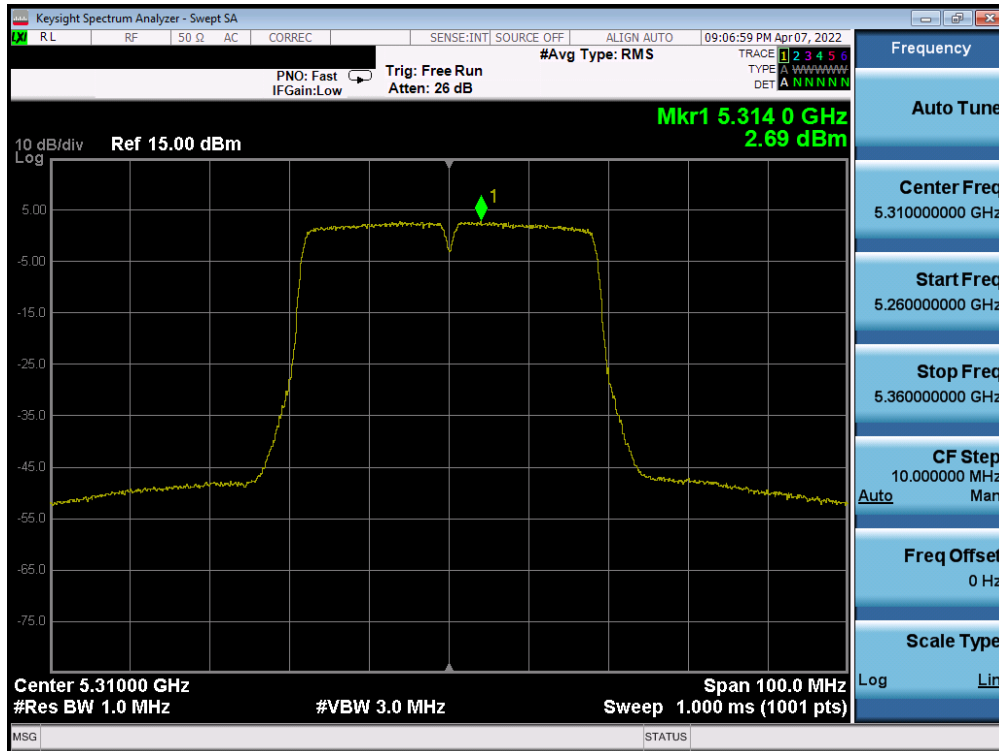 Keysight Spectrum Analyzer - Swept SA
LXI RL RF 50 Ω AC CORREC SENSE:INT SOURCE OFF ALIGN AUTO 09:06:59 PM Apr 07, 2022
#Avg Type: RMS
TRACE 1 2 3 4 5 6
TYPE A WWWWW
DET A N N N N N
PNO: Fast
IFGain:Low
Trig: Free Run
Atten: 26 dB
Mkr1 5.314 0 GHz
2.69 dBm
10 dB/div Ref 15.00 dBm
Log
1
5.00
-5.00
-15.0
-25.0
-35.0
-45.0
-55.0
-65.0
-75.0
Center 5.31000 GHz Span 100.0 MHz
#Res BW 1.0 MHz #VBW 3.0 MHz Sweep 1.000 ms (1001 pts)
MSG STATUS
Frequency
Auto Tune
Center Freq
5.310000000 GHz
Start Freq
5.260000000 GHz
Stop Freq
5.360000000 GHz
CF Step
10.000000 MHz
Auto Man
Freq Offset
0 Hz
Scale Type
Log Lin